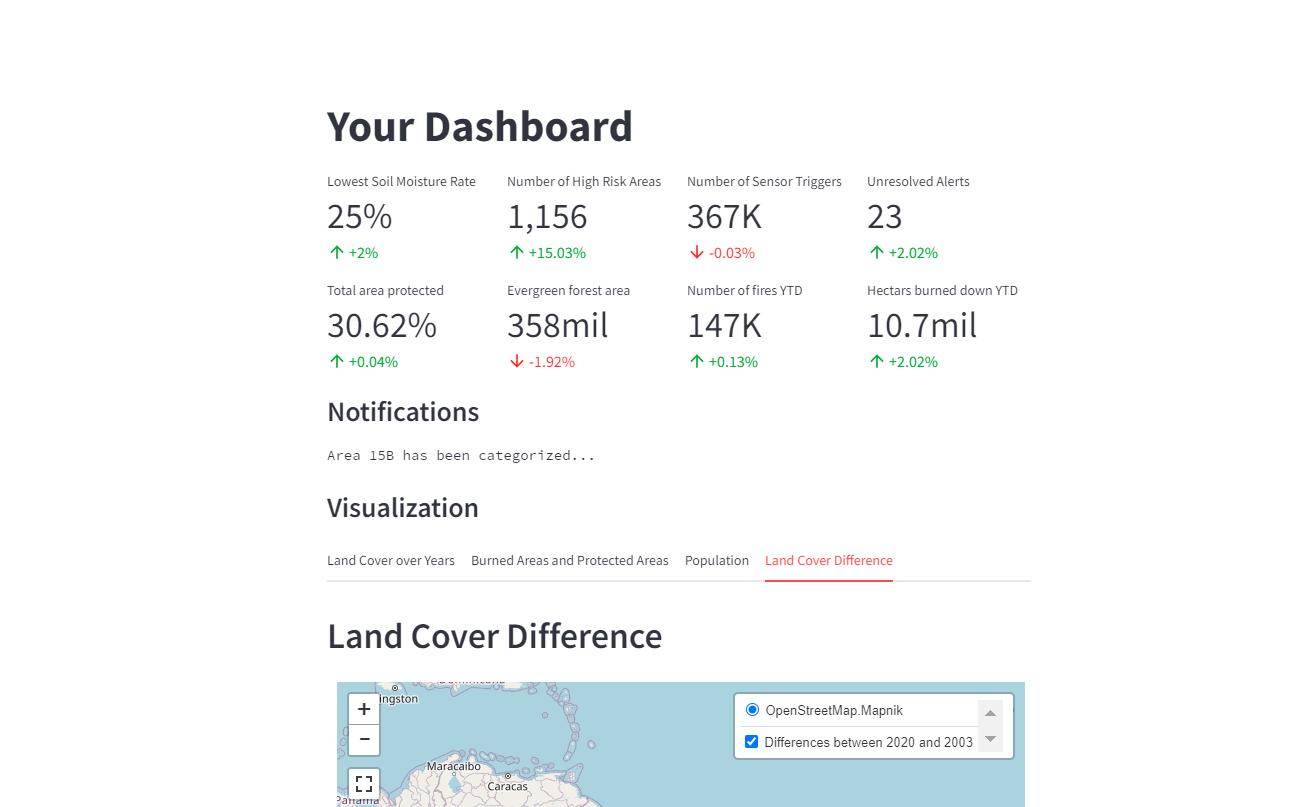 Your Dashboard
Lowest Soil Moisture Rate Number of High Risk Areas Number of Sensor Triggers Unresolved Alerts
25% 1,156 367K 23
+2% +15.03% -0.03% +2.02%
Total area protected Evergreen forest area Number of fires YTD Hectars burned down YTD
30.62% 358mil 147K 10.7mil
+0.04% -1.92% +0.13% +2.02%
Notifications
Area 15B has been categorized...
Visualization
Land Cover over Years Burned Areas and Protected Areas Population Land Cover Difference
Land Cover Difference
ington
+
−
OpenStreetMap.Mapnik
Differences between 2020 and 2003
Maracaibo
Caracas
Panama